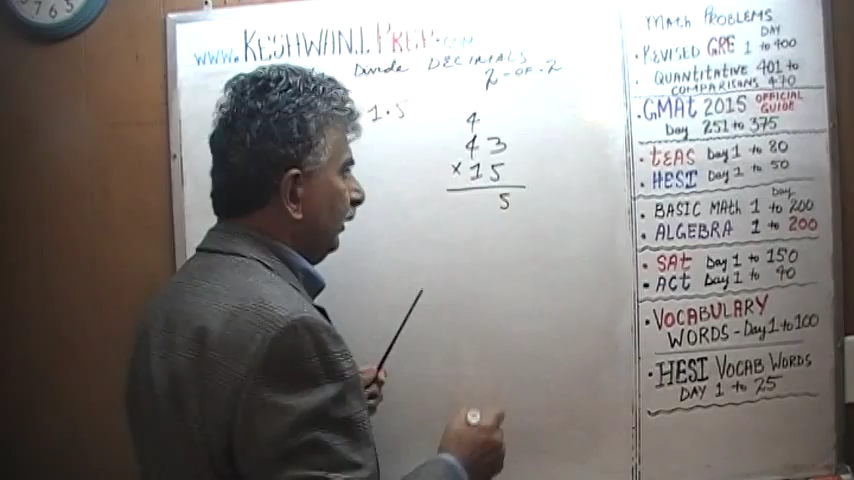 7 6 5
www. KESHWANI PREP.com
Divide DECIMALS
2-OF-2
1.5
4
43
×15
5
MATH PROBLEMS
DAY
• REVISED GRE 1 to 400
• QUANTITATIVE 401 to
COMPARISONS 470
• GMAT 2015 OFFICIAL GUIDE
Day 251 to 375
• TEAS Day 1 to 80
• HESI Day 1 to 50
Day
• BASIC MATH 1 to 200
• ALGEBRA 1 to 200
• SAT Day 1 to 150
• ACT Day 1 to 90
• VOCABULARY
WORDS - Day 1 to 100
• HESI VOCAB WORDS
DAY 1 to 25